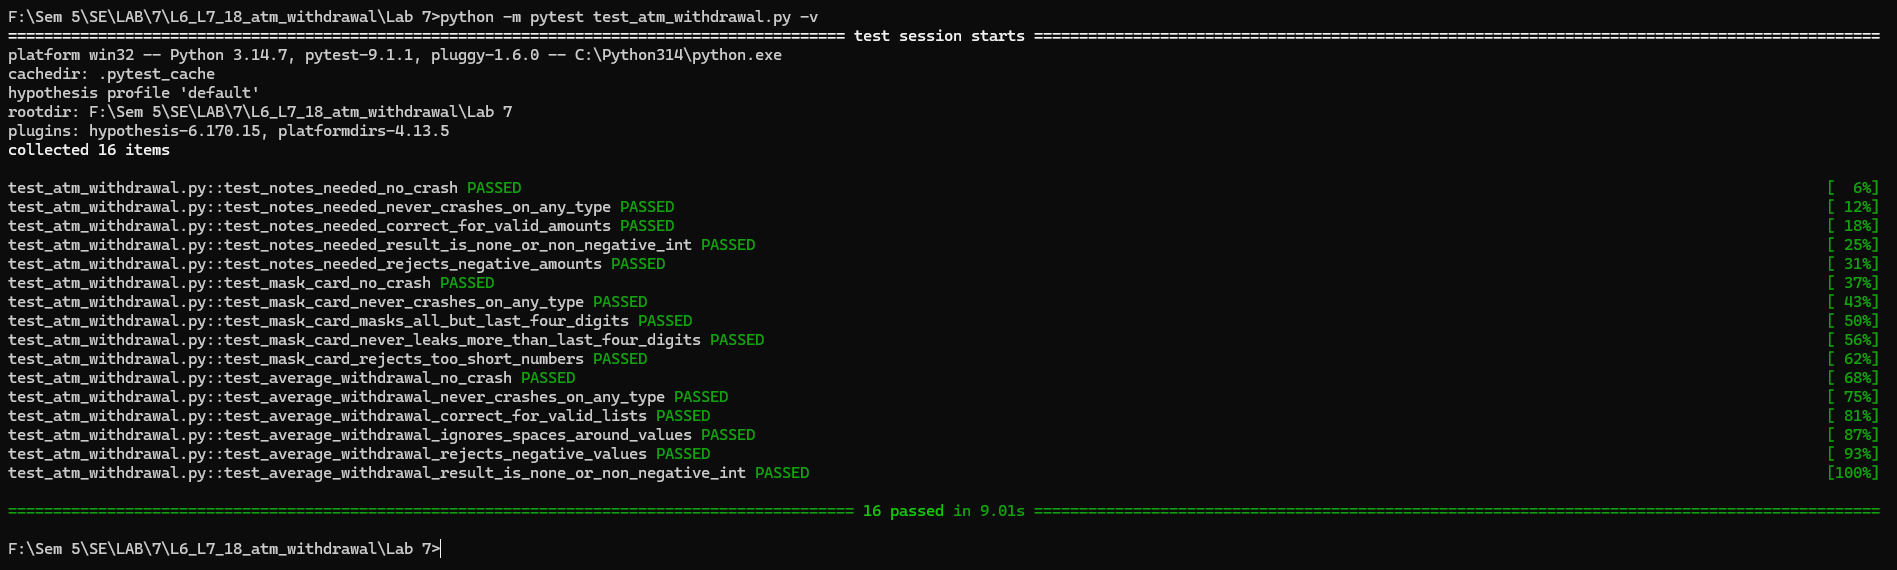 F:\Sem 5\SE\LAB\7\L6_L7_18_atm_withdrawal\Lab 7>python -m pytest test_atm_withdrawal.py -v
============================================================================================= test session starts ==============================================================================================
platform win32 -- Python 3.14.7, pytest-9.1.1, pluggy-1.6.0 -- C:\Python314\python.exe
cachedir: .pytest_cache
hypothesis profile 'default'
rootdir: F:\Sem 5\SE\LAB\7\L6_L7_18_atm_withdrawal\Lab 7
plugins: hypothesis-6.170.15, platformdirs-4.13.5
collected 16 items
test_atm_withdrawal.py::test_notes_needed_no_crash PASSED [  6%]
test_atm_withdrawal.py::test_notes_needed_never_crashes_on_any_type PASSED [ 12%]
test_atm_withdrawal.py::test_notes_needed_correct_for_valid_amounts PASSED [ 18%]
test_atm_withdrawal.py::test_notes_needed_result_is_none_or_non_negative_int PASSED [ 25%]
test_atm_withdrawal.py::test_notes_needed_rejects_negative_amounts PASSED [ 31%]
test_atm_withdrawal.py::test_mask_card_no_crash PASSED [ 37%]
test_atm_withdrawal.py::test_mask_card_never_crashes_on_any_type PASSED [ 43%]
test_atm_withdrawal.py::test_mask_card_masks_all_but_last_four_digits PASSED [ 50%]
test_atm_withdrawal.py::test_mask_card_never_leaks_more_than_last_four_digits PASSED [ 56%]
test_atm_withdrawal.py::test_mask_card_rejects_too_short_numbers PASSED [ 62%]
test_atm_withdrawal.py::test_average_withdrawal_no_crash PASSED [ 68%]
test_atm_withdrawal.py::test_average_withdrawal_never_crashes_on_any_type PASSED [ 75%]
test_atm_withdrawal.py::test_average_withdrawal_correct_for_valid_lists PASSED [ 81%]
test_atm_withdrawal.py::test_average_withdrawal_ignores_spaces_around_values PASSED [ 87%]
test_atm_withdrawal.py::test_average_withdrawal_rejects_negative_values PASSED [ 93%]
test_atm_withdrawal.py::test_average_withdrawal_result_is_none_or_non_negative_int PASSED [100%]
============================================================================================== 16 passed in 9.01s ==============================================================================================
F:\Sem 5\SE\LAB\7\L6_L7_18_atm_withdrawal\Lab 7>